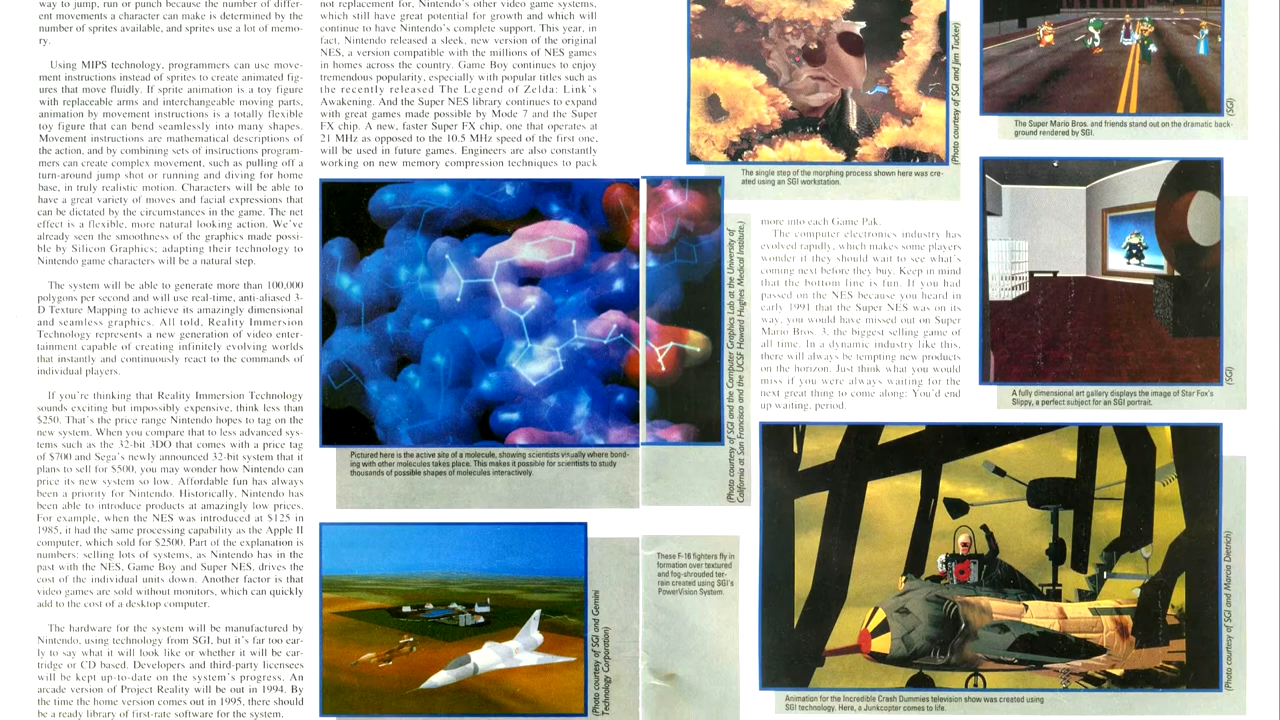 way to jump, run or punch because the number of differ-
ent movements a character can make is determined by the
number of sprites available, and sprites use a lot of memo-
ry.
Using MIPS technology, programmers can use move-
ment instructions instead of sprites to create animated fig-
ures that move fluidly. If sprite animation is a toy figure
with replaceable arms and interchangeable moving parts,
animation by movement instructions is a totally flexible
toy figure that can bend seamlessly into many shapes.
Movement instructions are mathematical descriptions of
the action, and by combining sets of instructions program-
mers can create complex movement, such as pulling off a
turn-around jump shot or swinging and diving for home
here, in truly realistic fashion. Characters will be able to
have a great variety of moves and facial expressions that
can be dictated by the circumstances in the game. The net
effect is a flexible, more natural looking action. We've
already seen the smoothness of the graphics made possi-
ble by Silicon Graphics; adapting their technology to
Nintendo game characters will be a natural step.
The system will be able to generate more than 100,000
polygons per second and will use real-time, anti-aliased 3-
D Texture Mapping to achieve its amazingly dimensional
and seamless graphics. All told, Reality Immersion
Technology represents a new generation of video enter-
tainment capable of creating infinitely evolving worlds
that instantly and continuously react to the commands of
individual players.
If you're thinking that Reality Immersion Technology
sounds exciting but impossibly expensive, think less than
$250. That's the price range Nintendo hopes to tag on the
new system. When you compare that to less advanced sys-
tems such as the 32-bit 3DO that comes with a price tag
of $700 and Sega's newly announced 32-bit system that it
plans to sell for $500, you may wonder how Nintendo can
price its new system so low. Affordable fun has always
been a priority for Nintendo. Historically, Nintendo has
been able to introduce products at amazingly low prices.
For example, when the NES was introduced at $125 in
1985, it had the same processing capability as the Apple II
computer, which sold for $2500. Part of the explanation is
numbers: selling lots of systems, as Nintendo has in the
past with the NES, Game Boy and Super NES, drives the
cost of the individual units down. Another factor is that
video games are sold without monitors, which can quickly
add to the cost of a desktop computer.
The hardware for the system will be manufactured by
Nintendo, using technology from SGI, but it's far too ear-
ly to say what it will look like or whether it will be car-
tridge or CD based. Developers and third-party licensees
will be kept up-to-date on the system's progress. An
arcade version of Project Reality will be out in 1994. By
the time that the home system is released in '95, there should
be a ready library of awesome software for the system.
not replacement for, Nintendo's other video game systems,
which still have great potential for growth and which will
continue to have Nintendo's complete support. This year, in
fact, Nintendo released a sleek, new version of the original
NES, a version compatible with the millions of NES games
in homes across the country. Game Boy continues to enjoy
tremendous popularity, especially with popular titles such as
the recently released The Legend of Zelda: Link's
Awakening. And the Super NES library continues to expand
with great games made possible by Mode 7 and the Super
FX chip. A new, faster Super FX chip, one that operates at
21 MHz as opposed to the 10.5 MHz speed of the first one,
will be used in future games. Engineers are also constantly
working on new memory compression techniques to pack
Pictured here is the active site of a molecule, showing scientists visually where bond-
ing with other molecules takes place. This makes it possible for scientists to study
thousands of possible shapes of molecules interactively.
(Photo courtesy of SGI and the Computer Graphics Lab at the University of
California at San Francisco and the UCSF Howard Hughes Medical Institute.)
(Photo courtesy of SGI and Gemini
Technology Corporation)
These F-16 fighters fly in
formation over textured
and fog-shrouded ter-
rain created using SGI's
PowerVision System.
(Photo courtesy of SGI and Jim Tucker)
The single step of the morphing process shown here was cre-
ated using an SGI workstation.
more into each Game Pak.
The computer electronics industry has
evolved rapidly, which makes some players
wonder if they should wait to see what's
coming next before they buy. Keep in mind
that the bottom line is fun. If you had
passed on the NES because you heard in
early 1991 that the Super NES was on its
way, you would have missed out on Super
Mario Bros. 3, the biggest selling game of
all time. In a dynamic industry like this,
there will always be tempting new products
on the horizon. Just think what you would
miss if you were always waiting for the
next great thing to come along: You'd end
up waiting, period.
(SGI)
The Super Mario Bros. and friends stand out on the dramatic back-
ground rendered by SGI.
(SGI)
A fully dimensional art gallery displays the image of Star Fox's
Slippy, a perfect subject for an SGI portrait.
(Photo courtesy of SGI and Marcia Dietrich)
Animation for the Incredible Crash Dummies television show was created using
SGI technology. Here, a Junkcopter comes to life.